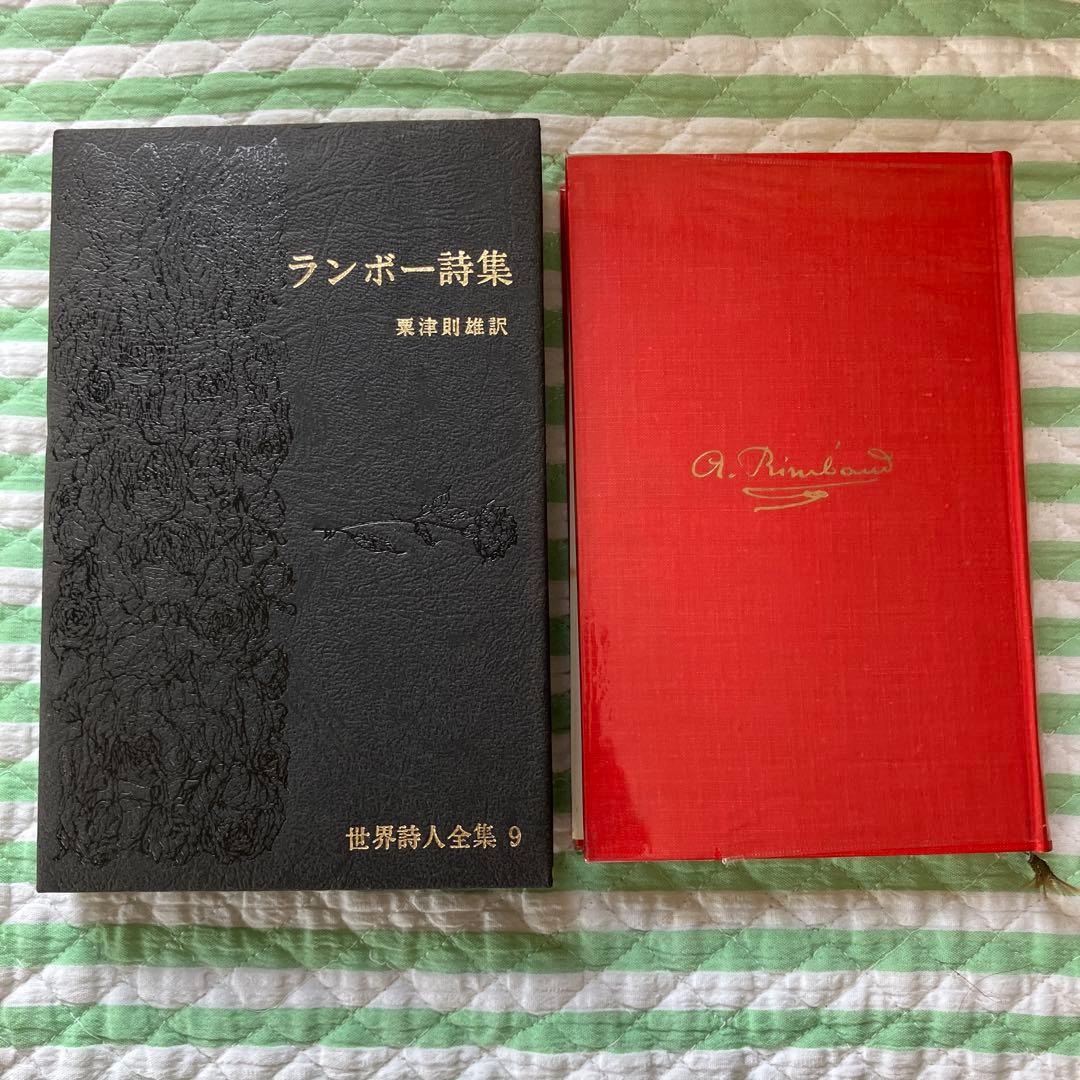 ランボー詩集
粟津則雄訳
世界詩人全集 9
A. Rimbaud